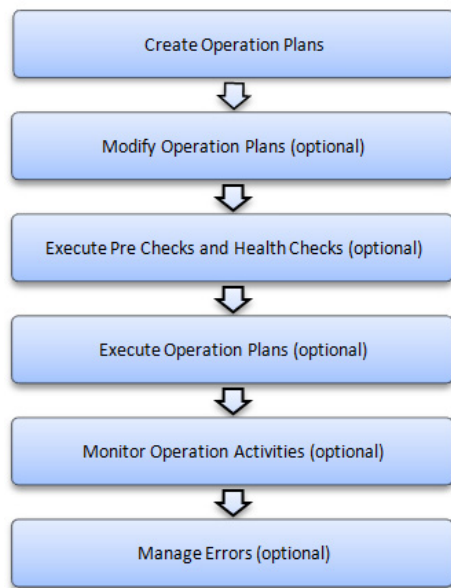 Create Operation Plans
Modify Operation Plans (optional)
Execute Pre Checks and Health Checks (optional)
Execute Operation Plans (optional)
Monitor Operation Activities (optional)
Manage Errors (optional)